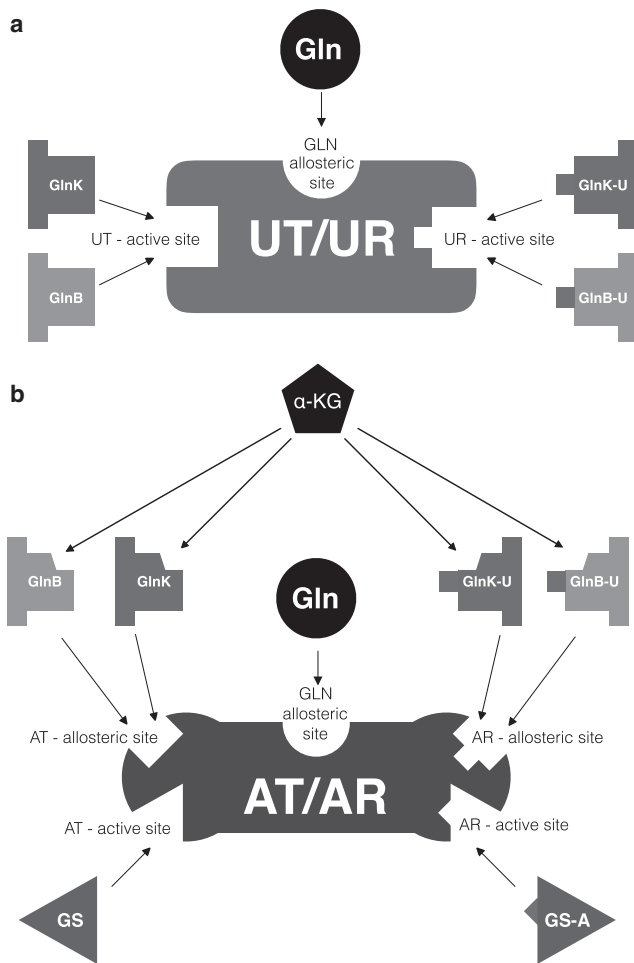 a
Gln
GLN
allosteric
site
GlnK
GlnK-U
UT - active site
UT/UR
UR - active site
GlnB
GlnB-U
b
α-KG
GlnB
GlnK
Gln
GlnK-U
GlnB-U
GLN
allosteric
site
AT - allosteric site
AR - allosteric site
AT/AR
AT - active site
AR - active site
GS
GS-A